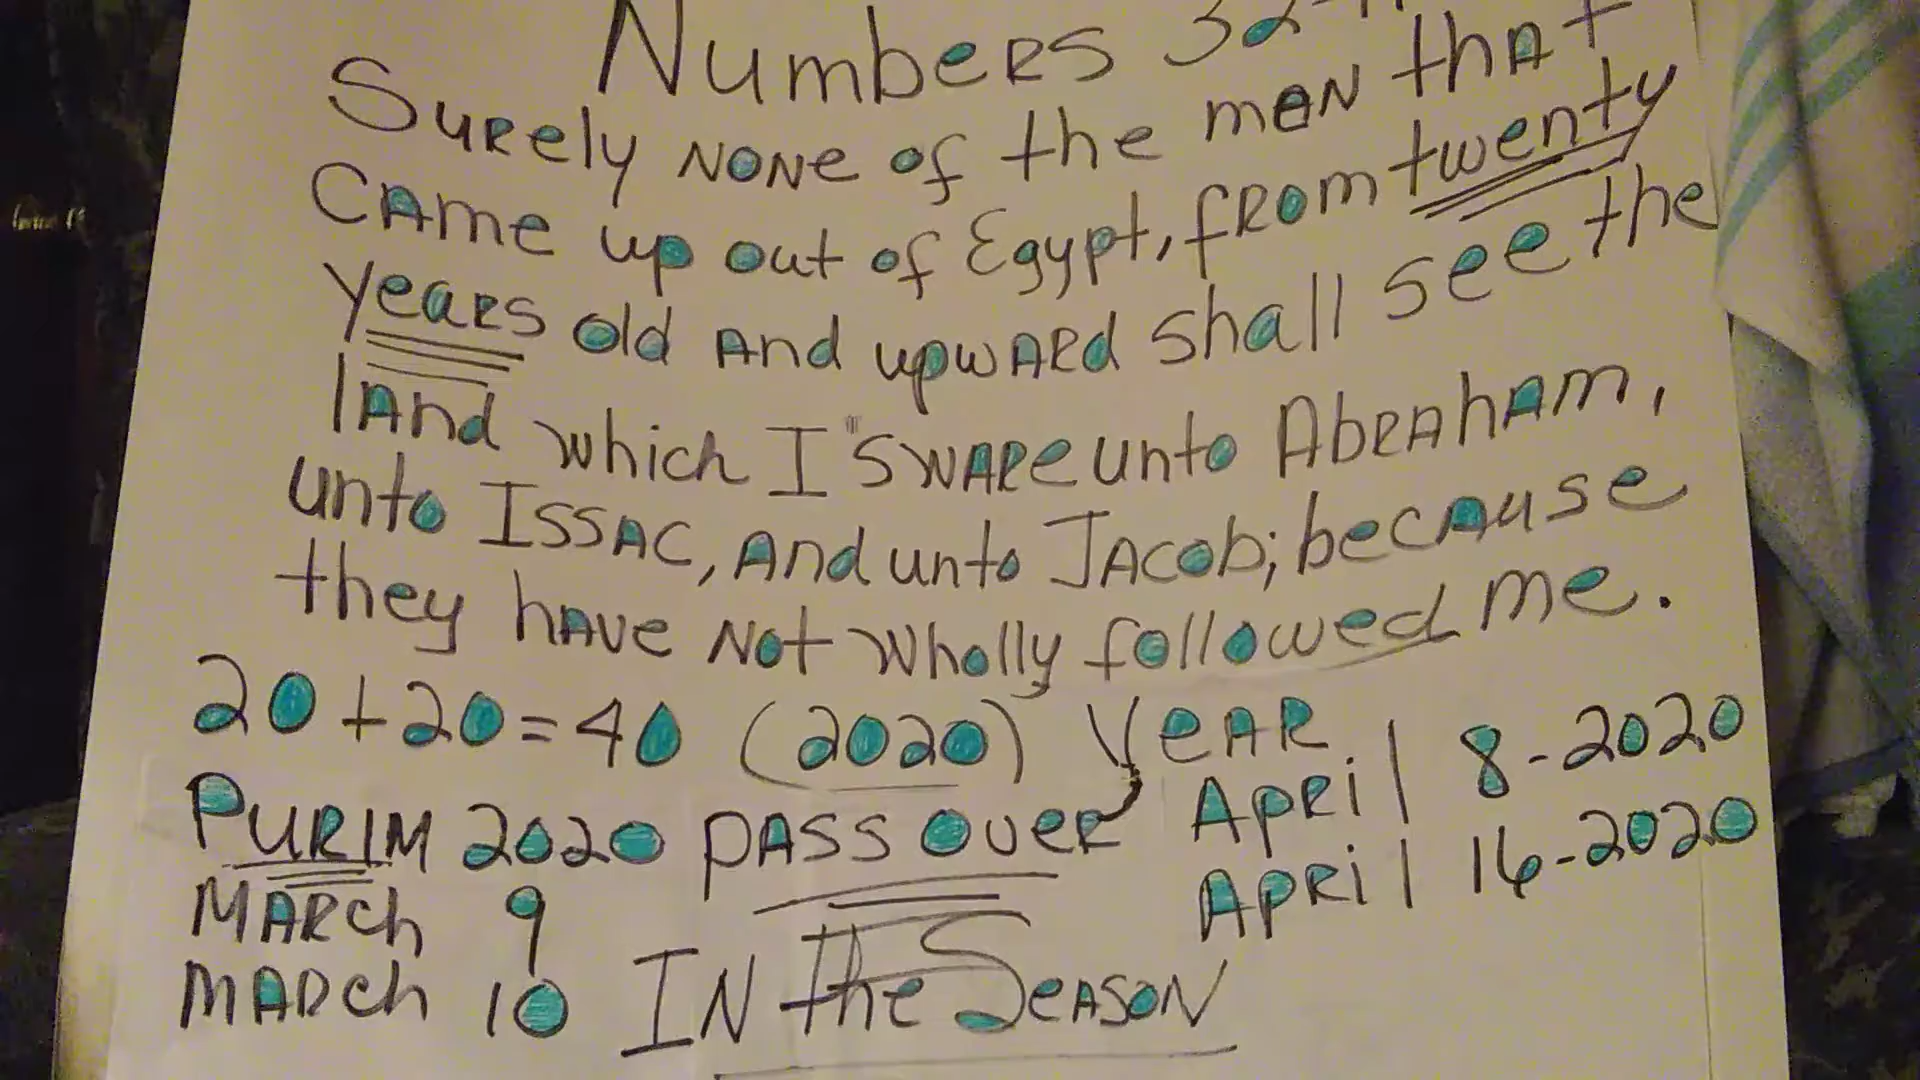 Numbers 32
Surely none of the men that
came up out of Egypt, from twenty
years old and upward shall see the
land which I "sware unto Abraham,
unto Issac, and unto Jacob; because
they have not wholly followed me.
20+20=40 (2020) Year
Purim 2020 Pass over April 8-2020
March 9 April 16-2020
March 10 In the Season